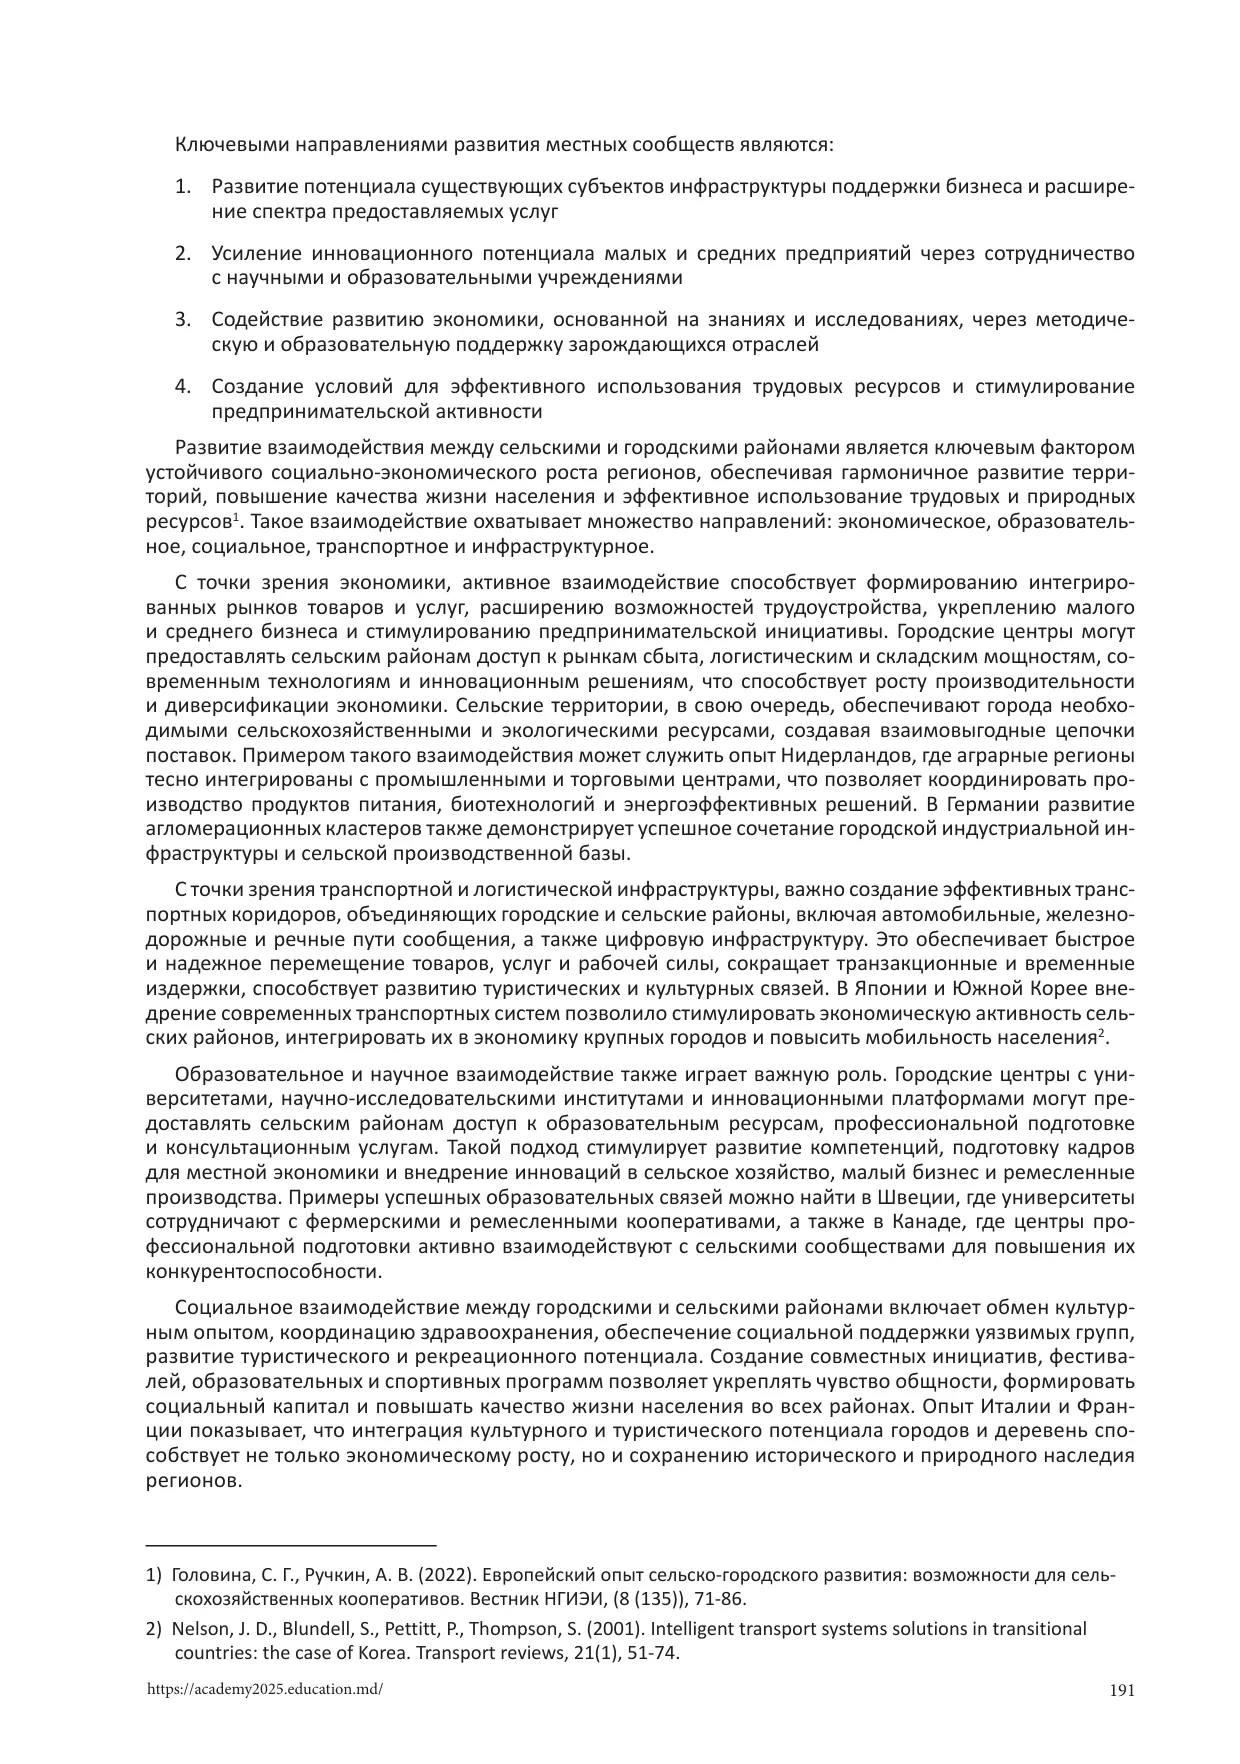 Ключевыми направлениями развития местных сообществ являются:
1. Развитие потенциала существующих субъектов инфраструктуры поддержки бизнеса и расшире-
ние спектра предоставляемых услуг
2. Усиление инновационного потенциала малых и средних предприятий через сотрудничество
с научными и образовательными учреждениями
3. Содействие развитию экономики, основанной на знаниях и исследованиях, через методиче-
скую и образовательную поддержку зарождающихся отраслей
4. Создание условий для эффективного использования трудовых ресурсов и стимулирование
предпринимательской активности
Развитие взаимодействия между сельскими и городскими районами является ключевым фактором
устойчивого социально-экономического роста регионов, обеспечивая гармоничное развитие терри-
торий, повышение качества жизни населения и эффективное использование трудовых и природных
ресурсов¹. Такое взаимодействие охватывает множество направлений: экономическое, образователь-
ное, социальное, транспортное и инфраструктурное.
С точки зрения экономики, активное взаимодействие способствует формированию интегриро-
ванных рынков товаров и услуг, расширению возможностей трудоустройства, укреплению малого
и среднего бизнеса и стимулированию предпринимательской инициативы. Городские центры могут
предоставлять сельским районам доступ к рынкам сбыта, логистическим и складским мощностям, со-
временным технологиям и инновационным решениям, что способствует росту производительности
и диверсификации экономики. Сельские территории, в свою очередь, обеспечивают города необхо-
димыми сельскохозяйственными и экологическими ресурсами, создавая взаимовыгодные цепочки
поставок. Примером такого взаимодействия может служить опыт Нидерландов, где аграрные регионы
тесно интегрированы с промышленными и торговыми центрами, что позволяет координировать про-
изводство продуктов питания, биотехнологий и энергоэффективных решений. В Германии развитие
агломерационных кластеров также демонстрирует успешное сочетание городской индустриальной ин-
фраструктуры и сельской производственной базы.
С точки зрения транспортной и логистической инфраструктуры, важно создание эффективных транс-
портных коридоров, объединяющих городские и сельские районы, включая автомобильные, железно-
дорожные и речные пути сообщения, а также цифровую инфраструктуру. Это обеспечивает быстрое
и надежное перемещение товаров, услуг и рабочей силы, сокращает транзакционные и временные
издержки, способствует развитию туристических и культурных связей. В Японии и Южной Корее вне-
дрение современных транспортных систем позволило стимулировать экономическую активность сель-
ских районов, интегрировать их в экономику крупных городов и повысить мобильность населения².
Образовательное и научное взаимодействие также играет важную роль. Городские центры с уни-
верситетами, научно-исследовательскими институтами и инновационными платформами могут пре-
доставлять сельским районам доступ к образовательным ресурсам, профессиональной подготовке
и консультационным услугам. Такой подход стимулирует развитие компетенций, подготовку кадров
для местной экономики и внедрение инноваций в сельское хозяйство, малый бизнес и ремесленные
производства. Примеры успешных образовательных связей можно найти в Швеции, где университеты
сотрудничают с фермерскими и ремесленными кооперативами, а также в Канаде, где центры про-
фессиональной подготовки активно взаимодействуют с сельскими сообществами для повышения их
конкурентоспособности.
Социальное взаимодействие между городскими и сельскими районами включает обмен культур-
ным опытом, координацию здравоохранения, обеспечение социальной поддержки уязвимых групп,
развитие туристического и рекреационного потенциала. Создание совместных инициатив, фестива-
лей, образовательных и спортивных программ позволяет укреплять чувство общности, формировать
социальный капитал и повышать качество жизни населения во всех районах. Опыт Италии и Фран-
ции показывает, что интеграция культурного и туристического потенциала городов и деревень спо-
собствует не только экономическому росту, но и сохранению исторического и природного наследия
регионов.
1) Головина, С. Г., Ручкин, А. В. (2022). Европейский опыт сельско-городского развития: возможности для сель-
скохозяйственных кооперативов. Вестник НГИЭИ, (8 (135)), 71-86.
2) Nelson, J. D., Blundell, S., Pettitt, P., Thompson, S. (2001). Intelligent transport systems solutions in transitional
countries: the case of Korea. Transport reviews, 21(1), 51-74.
https://academy2025.education.md/
191